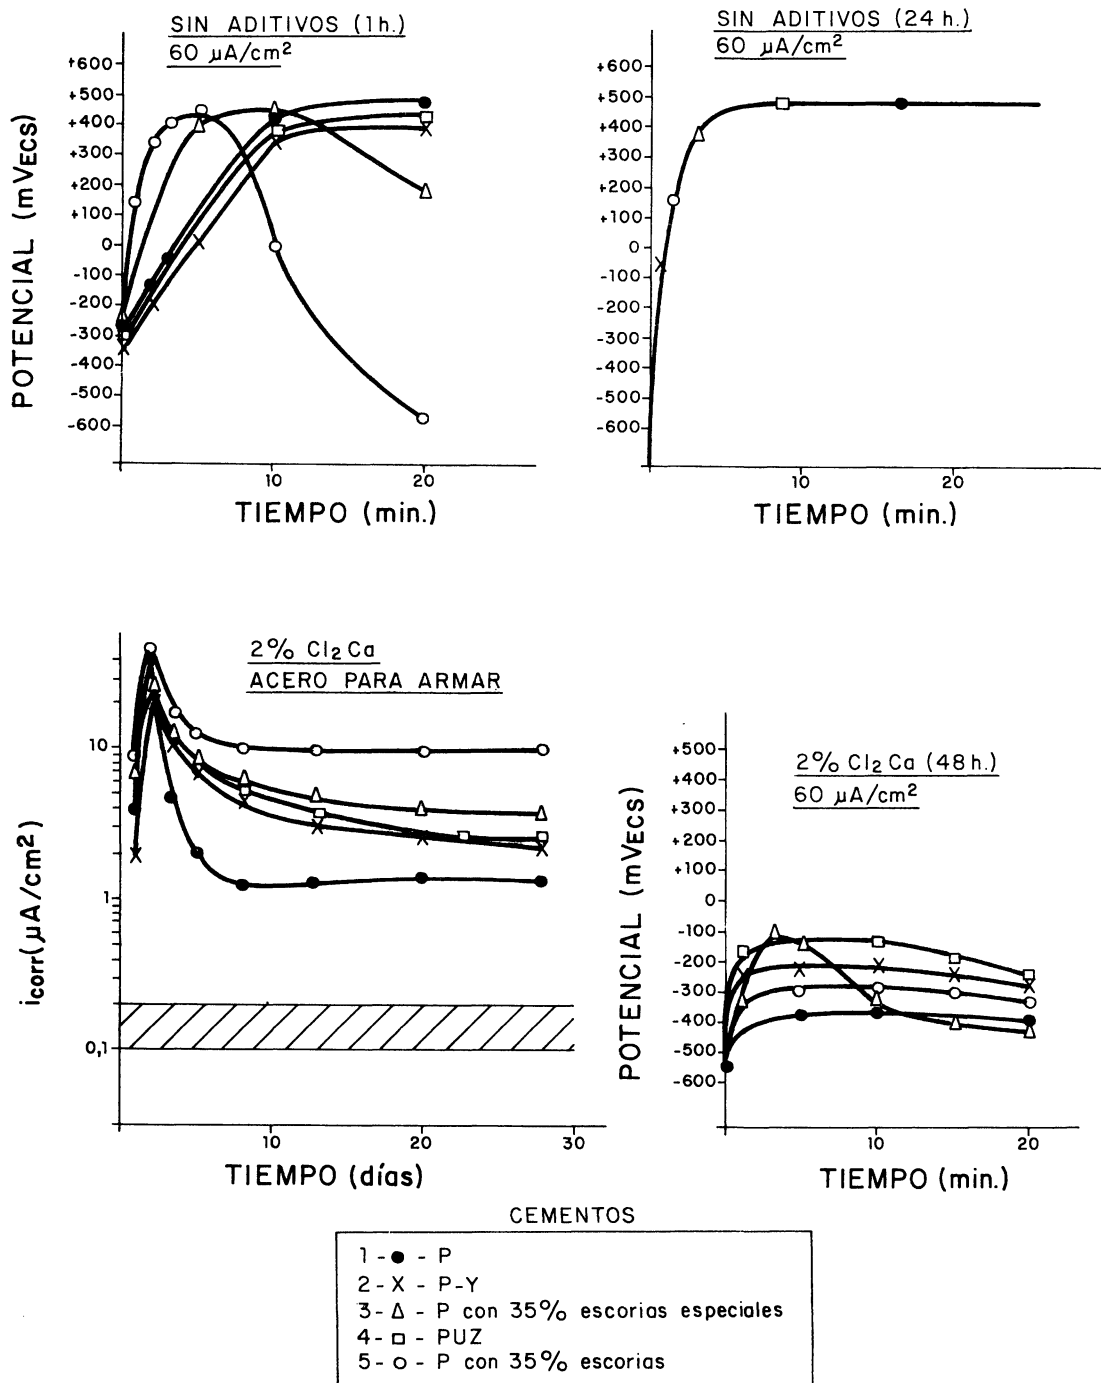 SIN ADITIVOS (1h.)
60 µA/cm²
+600
+500
+400
+300
+200
+100
0
-100
-200
-300
-400
-500
-600
POTENCIAL (mVECS)
10
20
TIEMPO (min.)
SIN ADITIVOS (24 h.)
60 µA/cm²
+600
+500
+400
+300
+200
+100
0
-100
-200
-300
-400
-500
-600
10
20
TIEMPO (min.)
2% Cl₂ Ca
ACERO PARA ARMAR
10
1
0,1
icorr(µA/cm²)
10
20
30
TIEMPO (días)
2% Cl₂ Ca (48 h.)
60 µA/cm²
+500
+400
+300
+200
+100
0
-100
-200
-300
-400
-500
-600
POTENCIAL (mVECS)
10
20
TIEMPO (min.)
CEMENTOS
1 - ● - P
2 - X - P-Y
3 - △ - P con 35% escorias especiales
4 - □ - PUZ
5 - ○ - P con 35% escorias